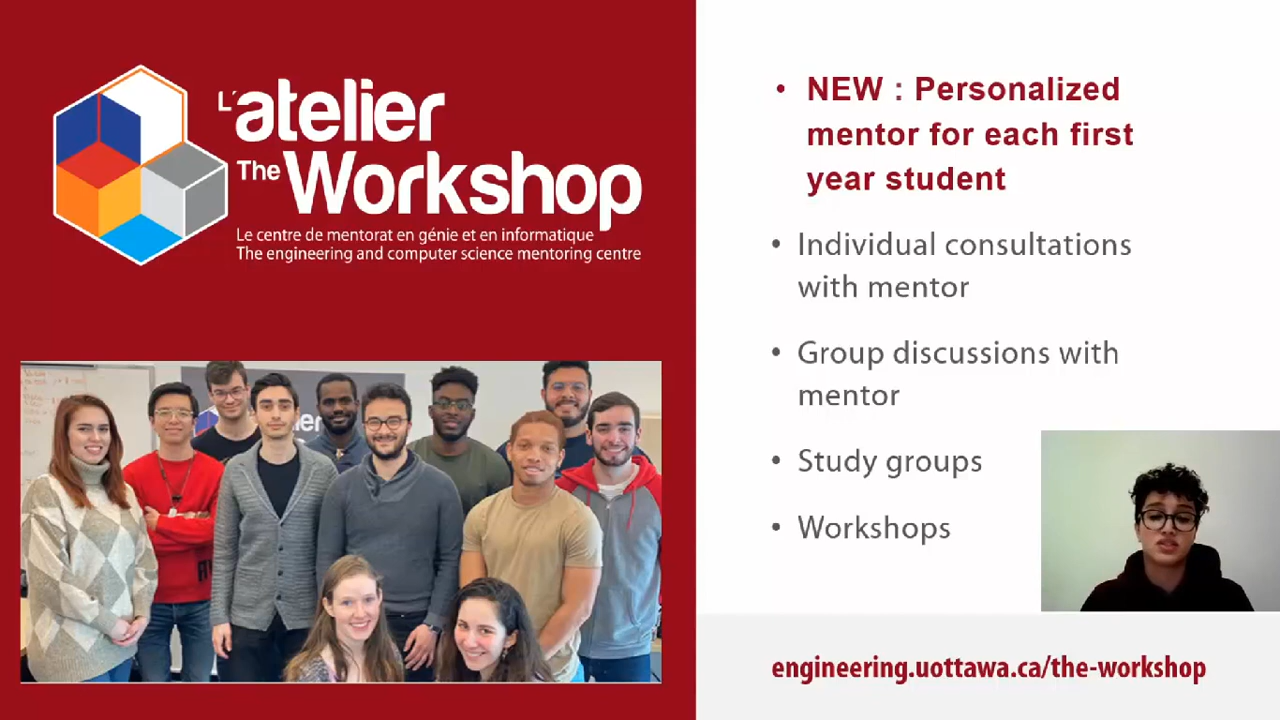 L'atelier
The Workshop
Le centre de mentorat en génie et en informatique
The engineering and computer science mentoring centre
• NEW : Personalized
mentor for each first
year student
• Individual consultations
with mentor
• Group discussions with
mentor
• Study groups
• Workshops
engineering.uottawa.ca/the-workshop